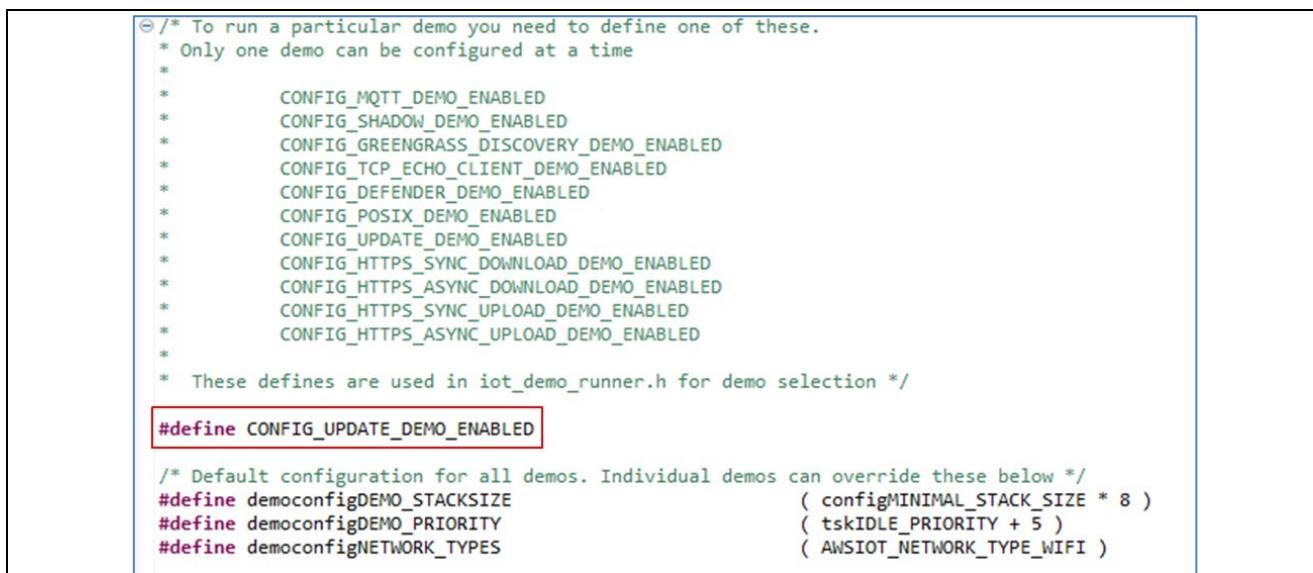 /* To run a particular demo you need to define one of these.
* Only one demo can be configured at a time
*
* CONFIG_MQTT_DEMO_ENABLED
* CONFIG_SHADOW_DEMO_ENABLED
* CONFIG_GREENGRASS_DISCOVERY_DEMO_ENABLED
* CONFIG_TCP_ECHO_CLIENT_DEMO_ENABLED
* CONFIG_DEFENDER_DEMO_ENABLED
* CONFIG_POSIX_DEMO_ENABLED
* CONFIG_UPDATE_DEMO_ENABLED
* CONFIG_HTTPS_SYNC_DOWNLOAD_DEMO_ENABLED
* CONFIG_HTTPS_ASYNC_DOWNLOAD_DEMO_ENABLED
* CONFIG_HTTPS_SYNC_UPLOAD_DEMO_ENABLED
* CONFIG_HTTPS_ASYNC_UPLOAD_DEMO_ENABLED
*
* These defines are used in iot_demo_runner.h for demo selection */
#define CONFIG_UPDATE_DEMO_ENABLED
/* Default configuration for all demos. Individual demos can override these below */
#define democonfigDEMO_STACKSIZE ( configMINIMAL_STACK_SIZE * 8 )
#define democonfigDEMO_PRIORITY ( tskIDLE_PRIORITY + 5 )
#define democonfigNETWORK_TYPES ( AWSIOT_NETWORK_TYPE_WIFI )